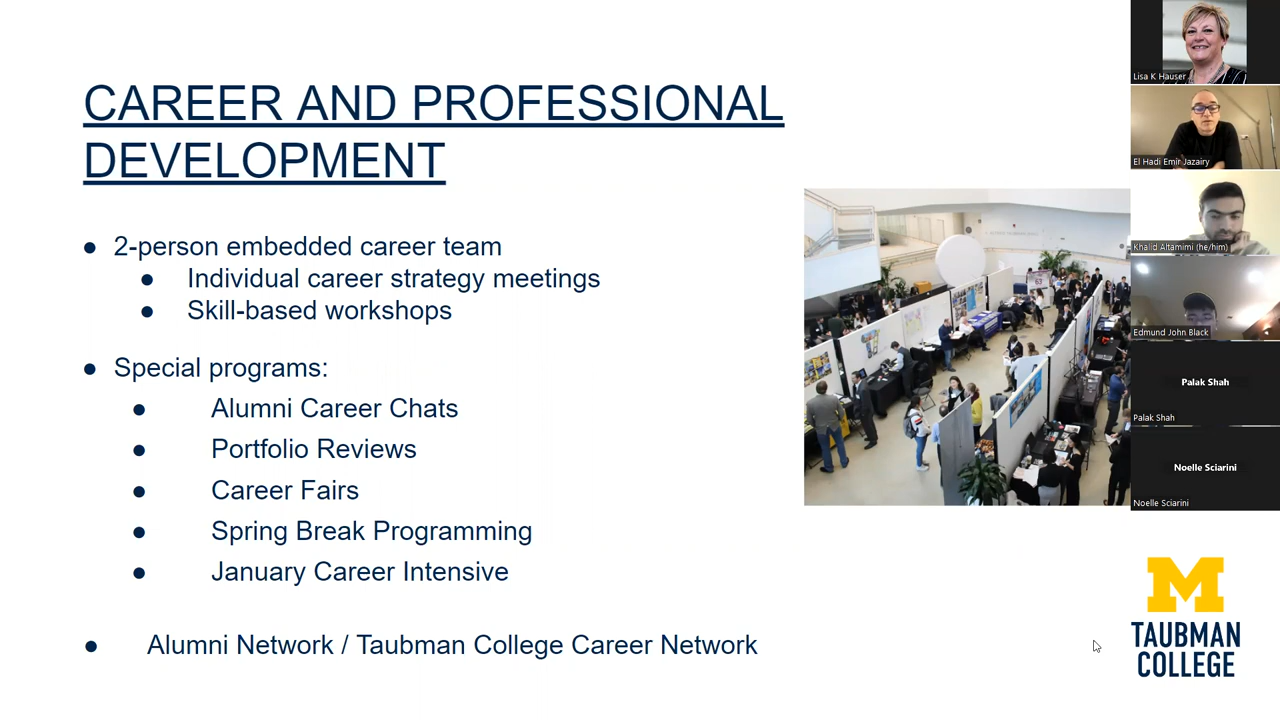 CAREER AND PROFESSIONAL
DEVELOPMENT
● 2-person embedded career team
● Individual career strategy meetings
● Skill-based workshops
● Special programs:
● Alumni Career Chats
● Portfolio Reviews
● Career Fairs
● Spring Break Programming
● January Career Intensive
● Alumni Network / Taubman College Career Network
Lisa K Hauser
El Hadi Emir Jazairy
Khalid Altamimi (he/him)
Edmund John Black
Palak Shah
Palak Shah
Noelle Sciarini
Noelle Sciarini
M
TAUBMAN
COLLEGE